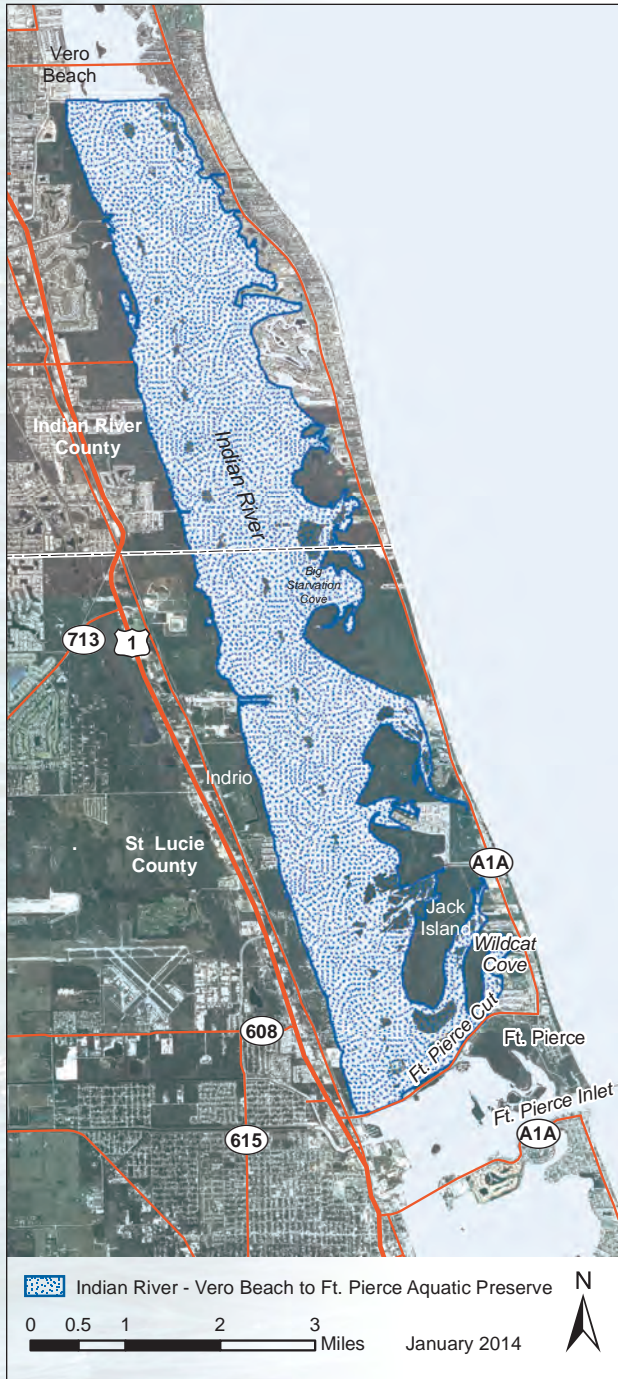 Vero
Beach
Indian River
County
Indian River
Big
Starvation
Cove
713
1
Indrio
St Lucie
County
A1A
Jack
Island
Wildcat
Cove
608
Ft. Pierce Cut
Ft. Pierce
Ft. Pierce Inlet
615
A1A
Indian River - Vero Beach to Ft. Pierce Aquatic Preserve
N
0 0.5 1 2 3
Miles
January 2014